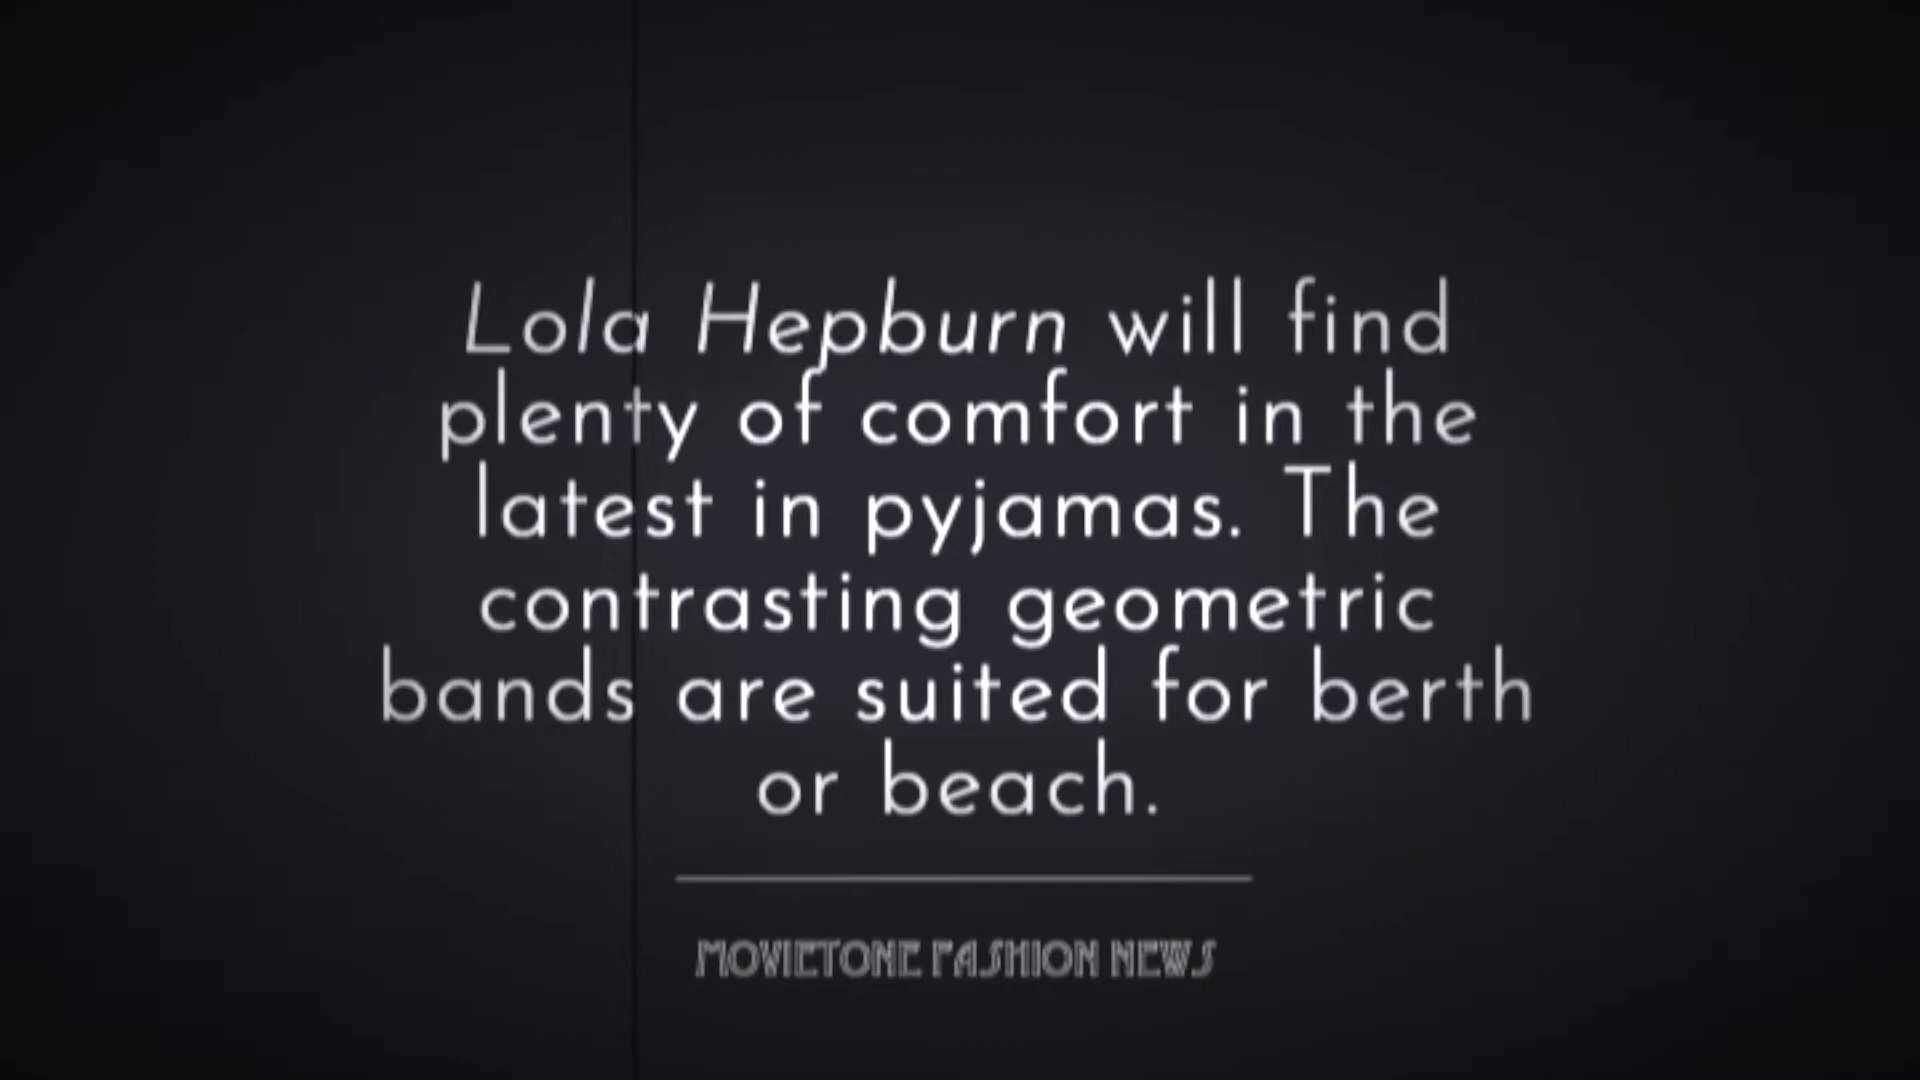 Lola Hepburn will find
plenty of comfort in the
latest in pyjamas. The
contrasting geometric
bands are suited for berth
or beach.
MOVIETONE FASHION NEWS